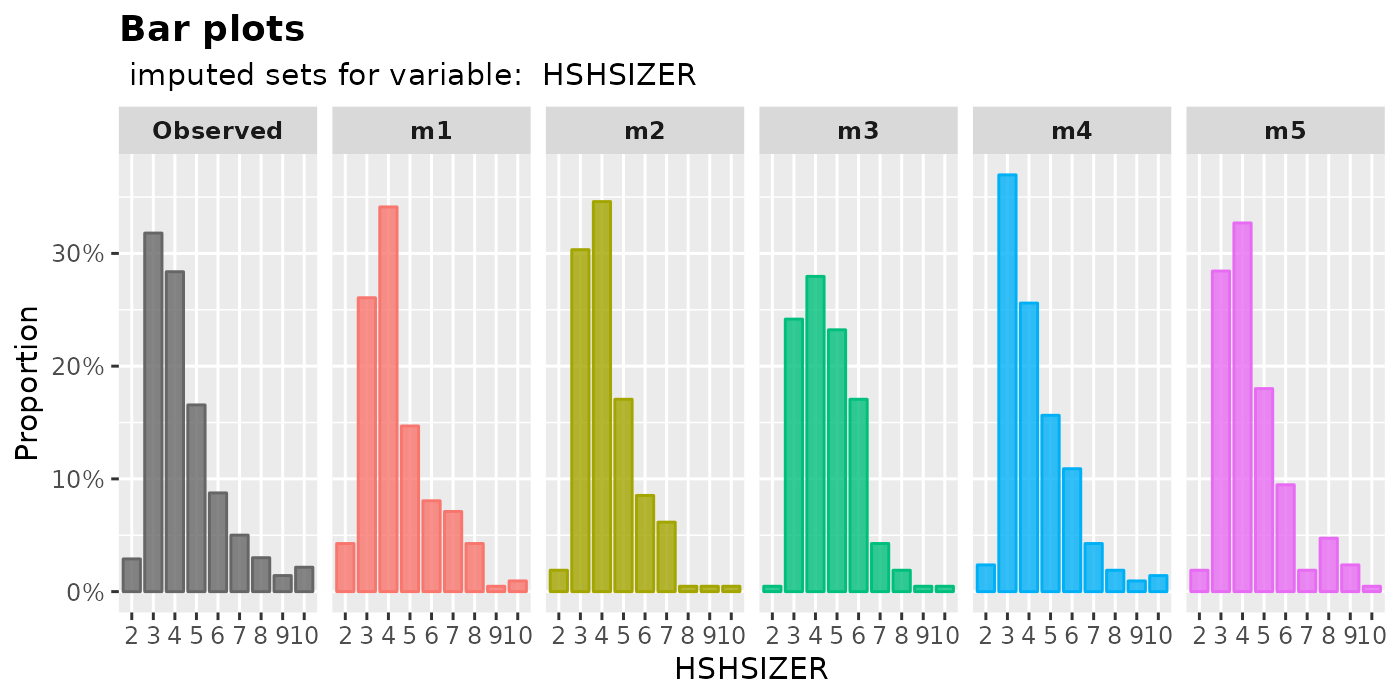 Bar plots
imputed sets for variable:  HSHSIZER
Observed m1 m2 m3 m4 m5
Proportion
30%
20%
10%
0%
2 3 4 5 6 7 8 9 10 2 3 4 5 6 7 8 9 10 2 3 4 5 6 7 8 9 10 2 3 4 5 6 7 8 9 10 2 3 4 5 6 7 8 9 10 2 3 4 5 6 7 8 9 10
HSHSIZER